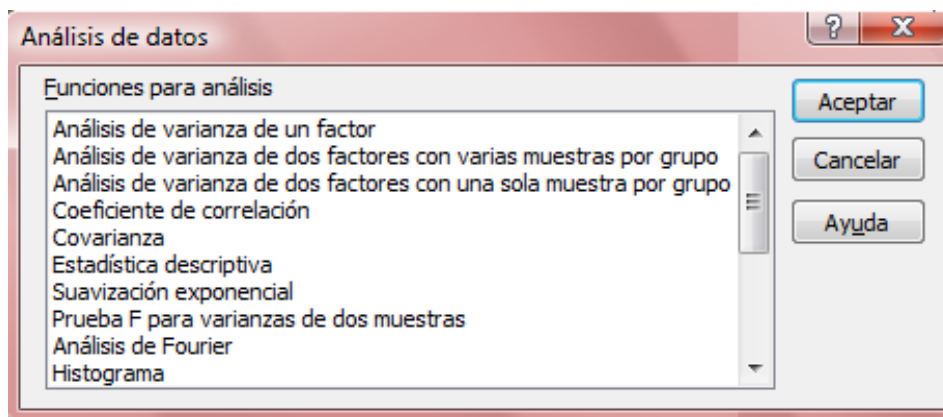 Análisis de datos
Funciones para análisis
Análisis de varianza de un factor
Análisis de varianza de dos factores con varias muestras por grupo
Análisis de varianza de dos factores con una sola muestra por grupo
Coeficiente de correlación
Covarianza
Estadística descriptiva
Suavización exponencial
Prueba F para varianzas de dos muestras
Análisis de Fourier
Histograma
Aceptar
Cancelar
Ayuda